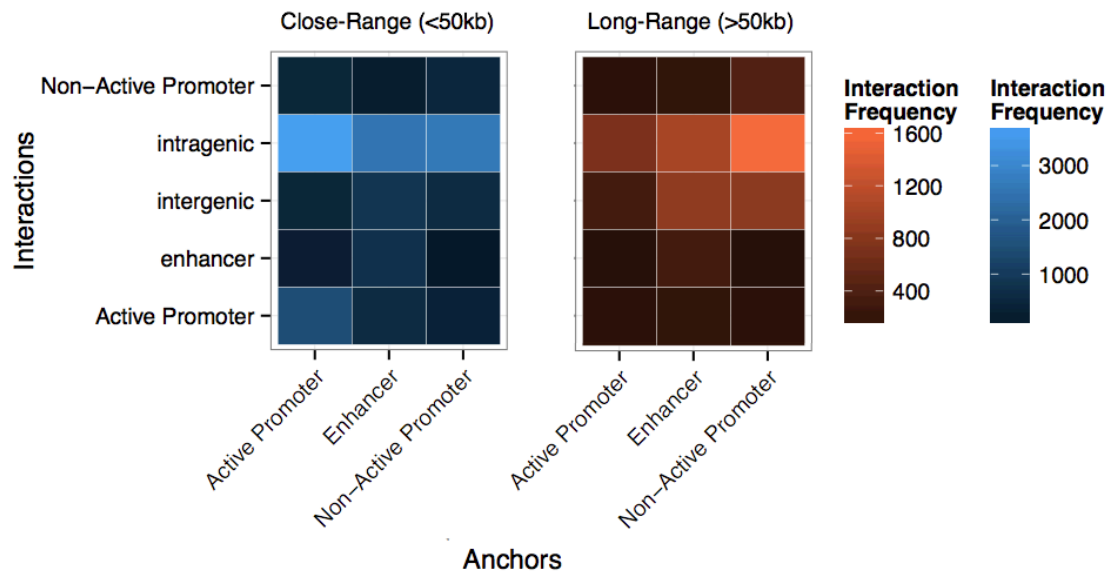 Close-Range (<50kb)
Long-Range (>50kb)
Interactions
Non-Active Promoter
intragenic
intergenic
enhancer
Active Promoter
Active Promoter
Enhancer
Non-Active Promoter
Active Promoter
Enhancer
Non-Active Promoter
Anchors
Interaction
Frequency
1600
1200
800
400
Interaction
Frequency
3000
2000
1000